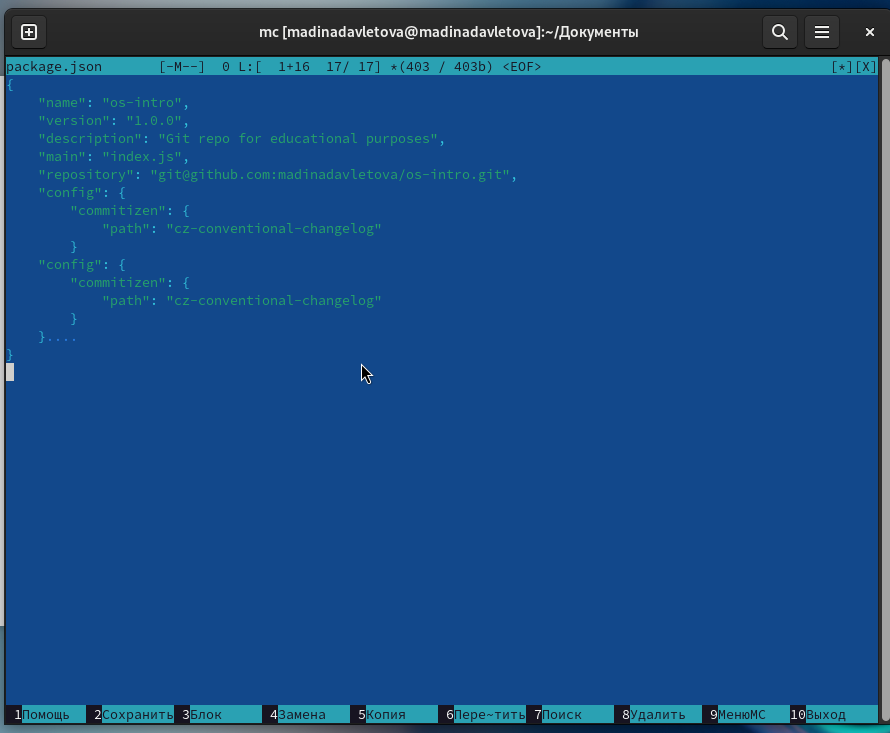 mc [madinadavletova@madinadavletova]:~/Документы
package.json       [-M--]  0 L:[  1+16  17/ 17] *(403 / 403b) <EOF>                                    [*][X]
{
    "name": "os-intro",
    "version": "1.0.0",
    "description": "Git repo for educational purposes",
    "main": "index.js",
    "repository": "git@github.com:madinadavletova/os-intro.git",
    "config": {
        "commitizen": {
            "path": "cz-conventional-changelog"
        }
    "config": {
        "commitizen": {
            "path": "cz-conventional-changelog"
        }
    }....
}
1Помощь  2Сохранить 3Блок      4Замена    5Копия     6Пере~тить 7Поиск     8Удалить   9МенюMC   10Выход